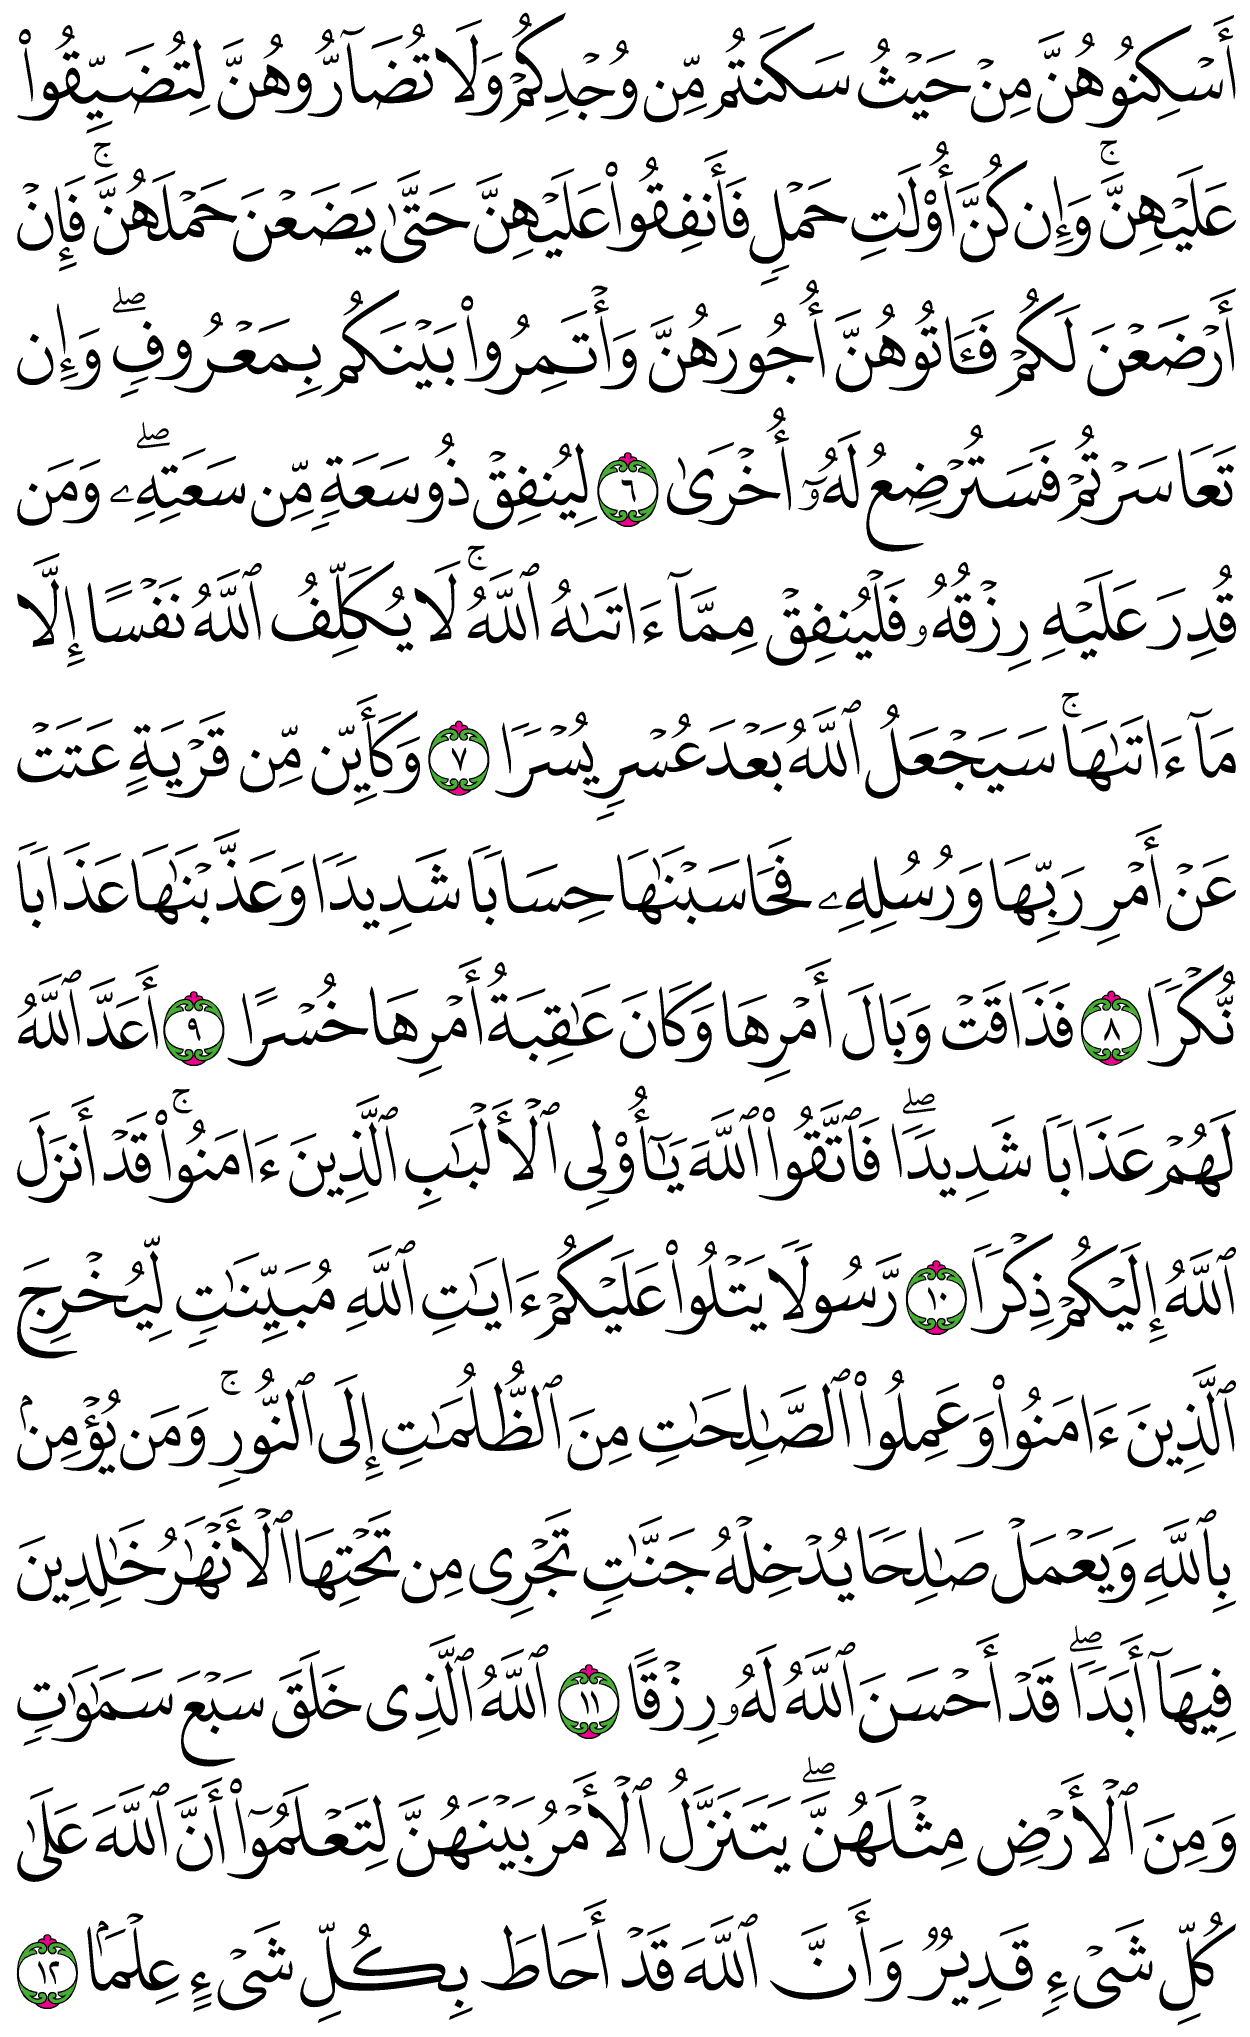 أَسۡكِنُوهُنَّ مِنۡ حَيۡثُ سَكَنتُم مِّن وُجۡدِكُمۡ وَلَا تُضَآرُّوهُنَّ لِتُضَيِّقُواْ
عَلَيۡهِنَّۚ وَإِن كُنَّ أُوْلَٰتِ حَمۡلٖ فَأَنفِقُواْ عَلَيۡهِنَّ حَتَّىٰ يَضَعۡنَ حَمۡلَهُنَّۚ فَإِنۡ
أَرۡضَعۡنَ لَكُمۡ فَـَٔاتُوهُنَّ أُجُورَهُنَّ وَأۡتَمِرُواْ بَيۡنَكُم بِمَعۡرُوفٖۖ وَإِن
تَعَاسَرۡتُمۡ فَسَتُرۡضِعُ لَهُۥٓ أُخۡرَىٰ ٦ لِيُنفِقۡ ذُو سَعَةٖ مِّن سَعَتِهِۦۖ وَمَن
قُدِرَ عَلَيۡهِ رِزۡقُهُۥ فَلۡيُنفِقۡ مِمَّآ ءَاتَىٰهُ ٱللَّهُۚ لَا يُكَلِّفُ ٱللَّهُ نَفۡسًا إِلَّا
مَآ ءَاتَىٰهَاۚ سَيَجۡعَلُ ٱللَّهُ بَعۡدَ عُسۡرٖ يُسۡرٗا ٧ وَكَأَيِّن مِّن قَرۡيَةٍ عَتَتۡ
عَنۡ أَمۡرِ رَبِّهَا وَرُسُلِهِۦ فَحَاسَبۡنَٰهَا حِسَابٗا شَدِيدٗا وَعَذَّبۡنَٰهَا عَذَابٗا
نُّكۡرٗا ٨ فَذَاقَتۡ وَبَالَ أَمۡرِهَا وَكَانَ عَٰقِبَةُ أَمۡرِهَا خُسۡرًا ٩ أَعَدَّ ٱللَّهُ
لَهُمۡ عَذَابٗا شَدِيدٗاۖ فَٱتَّقُواْ ٱللَّهَ يَٰٓأُوْلِي ٱلۡأَلۡبَٰبِ ٱلَّذِينَ ءَامَنُواْۚ قَدۡ أَنزَلَ
ٱللَّهُ إِلَيۡكُمۡ ذِكۡرٗا ١٠ رَّسُولٗا يَتۡلُواْ عَلَيۡكُمۡ ءَايَٰتِ ٱللَّهِ مُبَيِّنَٰتٖ لِّيُخۡرِجَ
ٱلَّذِينَ ءَامَنُواْ وَعَمِلُواْ ٱلصَّٰلِحَٰتِ مِنَ ٱلظُّلُمَٰتِ إِلَى ٱلنُّورِۚ وَمَن يُؤۡمِنۢ
بِٱللَّهِ وَيَعۡمَلۡ صَٰلِحٗا يُدۡخِلۡهُ جَنَّٰتٖ تَجۡرِي مِن تَحۡتِهَا ٱلۡأَنۡهَٰرُ خَٰلِدِينَ
فِيهَآ أَبَدٗاۖ قَدۡ أَحۡسَنَ ٱللَّهُ لَهُۥ رِزۡقًا ١١ ٱللَّهُ ٱلَّذِي خَلَقَ سَبۡعَ سَمَٰوَٰتٖ
وَمِنَ ٱلۡأَرۡضِ مِثۡلَهُنَّۖ يَتَنَزَّلُ ٱلۡأَمۡرُ بَيۡنَهُنَّ لِتَعۡلَمُوٓاْ أَنَّ ٱللَّهَ عَلَىٰ
كُلِّ شَيۡءٖ قَدِيرٞ وَأَنَّ ٱللَّهَ قَدۡ أَحَاطَ بِكُلِّ شَيۡءٍ عِلۡمَۢا ١٢